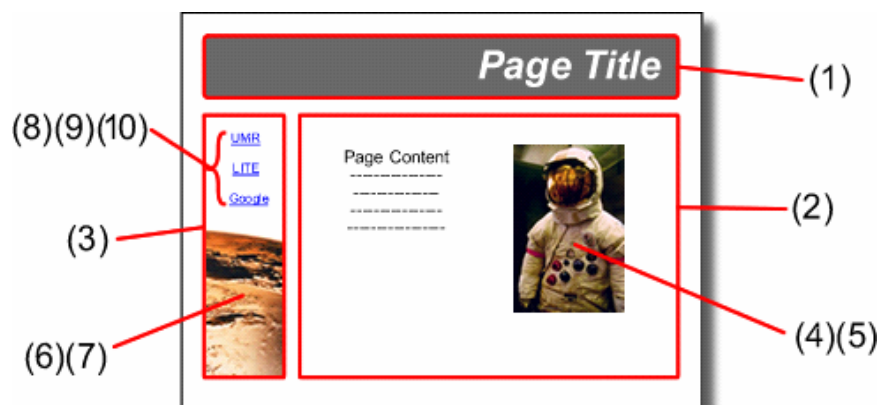 Page Title
(1)
(8)(9)(10)
UMR
LITE
Google
Page Content
(2)
(3)
(4)(5)
(6)(7)